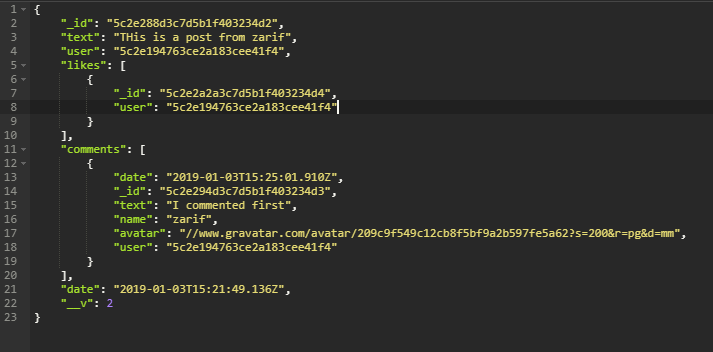 1 {
2 "_id": "5c2e288d3c7d5b1f403234d2",
3 "text": "THis is a post from zarif",
4 "user": "5c2e194763ce2a183cee41f4",
5 "likes": [
6 {
7 "_id": "5c2e2a2a3c7d5b1f403234d4",
8 "user": "5c2e194763ce2a183cee41f4"
9 }
10 ],
11 "comments": [
12 {
13 "date": "2019-01-03T15:25:01.910Z",
14 "_id": "5c2e294d3c7d5b1f403234d3",
15 "text": "I commented first",
16 "name": "zarif",
17 "avatar": "//www.gravatar.com/avatar/209c9f549c12cb8f5bf9a2b597fe5a62?s=200&r=pg&d=mm",
18 "user": "5c2e194763ce2a183cee41f4"
19 }
20 ],
21 "date": "2019-01-03T15:21:49.136Z",
22 "__v": 2
23 }